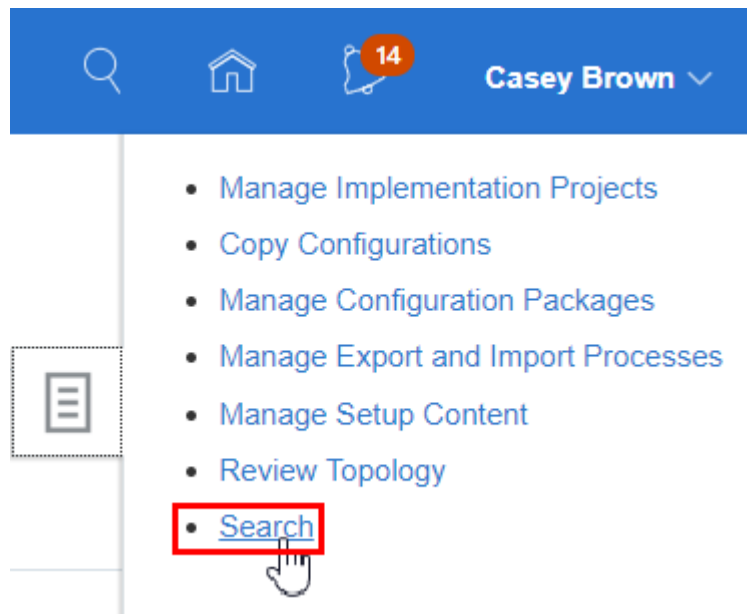 14
Casey Brown
Manage Implementation Projects
Copy Configurations
Manage Configuration Packages
Manage Export and Import Processes
Manage Setup Content
Review Topology
Search